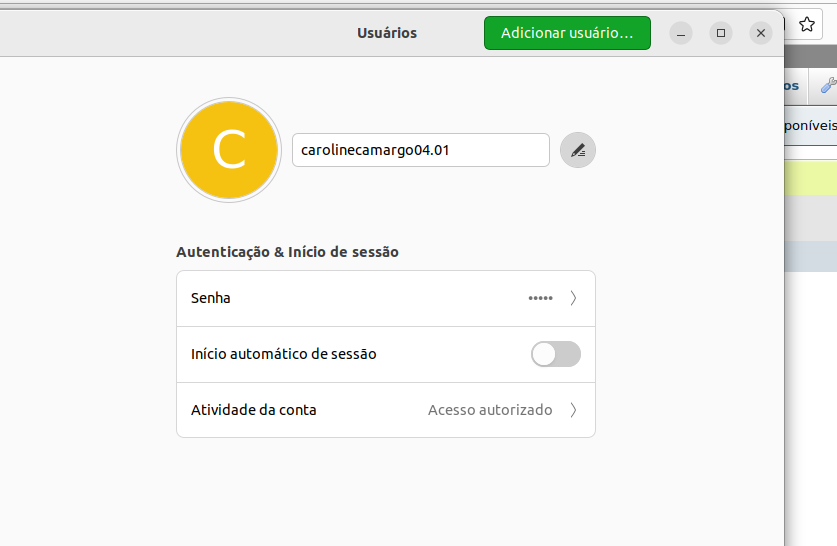 Usuários
Adicionar usuário...
os
poníveis
C
carolinecamargo04.01
Autenticação & Início de sessão
Senha
•••••
Início automático de sessão
Atividade da conta
Acesso autorizado